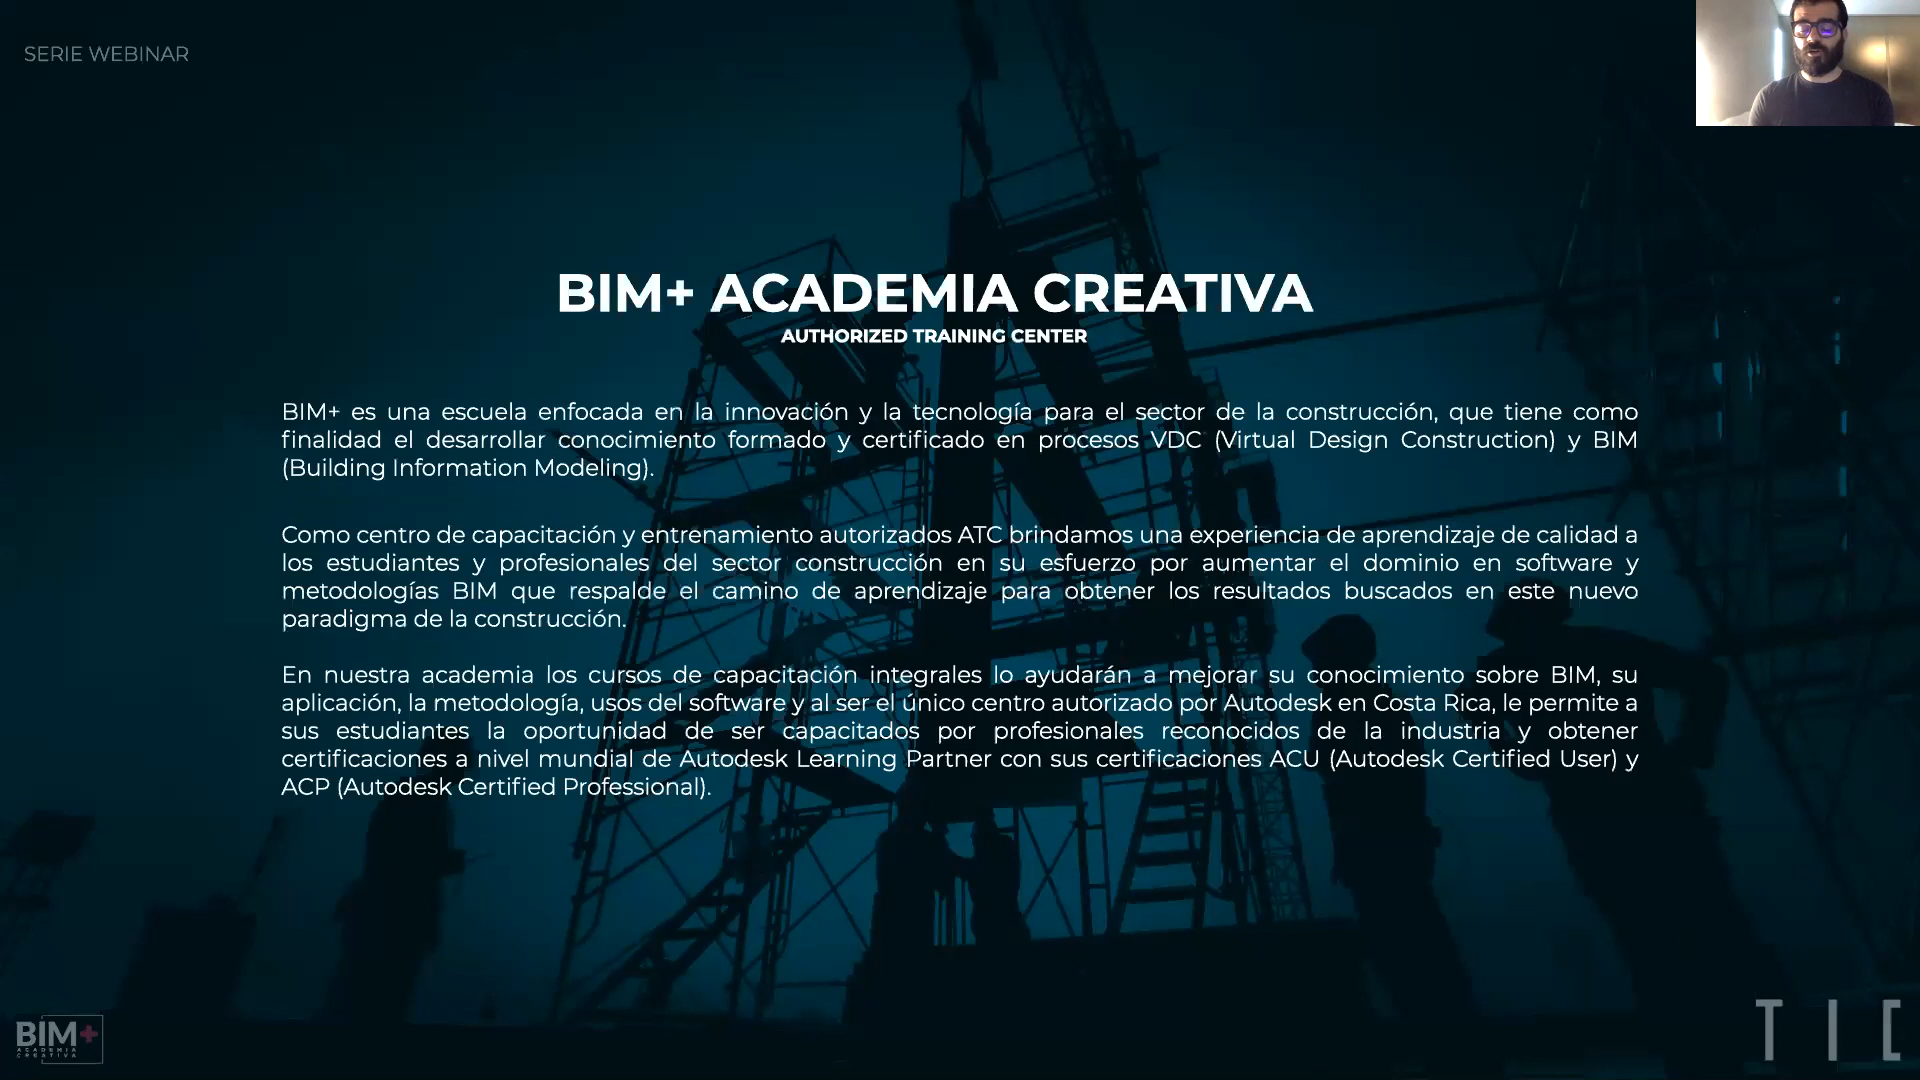 SERIE WEBINAR
BIM+ ACADEMIA CREATIVA
AUTHORIZED TRAINING CENTER
BIM+ es una escuela enfocada en la innovación y la tecnología para el sector de la construcción, que tiene como
finalidad el desarrollar conocimiento formado y certificado en procesos VDC (Virtual Design Construction) y BIM
(Building Information Modeling).
Como centro de capacitación y entrenamiento autorizados ATC brindamos una experiencia de aprendizaje de calidad a
los estudiantes y profesionales del sector construcción en su esfuerzo por aumentar el dominio en software y
metodologías BIM que respalde el camino de aprendizaje para obtener los resultados buscados en este nuevo
paradigma de la construcción.
En nuestra academia los cursos de capacitación integrales lo ayudarán a mejorar su conocimiento sobre BIM, su
aplicación, la metodología, usos del software y al ser el único centro autorizado por Autodesk en Costa Rica, le permite a
sus estudiantes la oportunidad de ser capacitados por profesionales reconocidos de la industria y obtener
certificaciones a nivel mundial de Autodesk Learning Partner con sus certificaciones ACU (Autodesk Certified User) y
ACP (Autodesk Certified Professional).
BIM+
ACADEMIA
CREATIVA
TIC